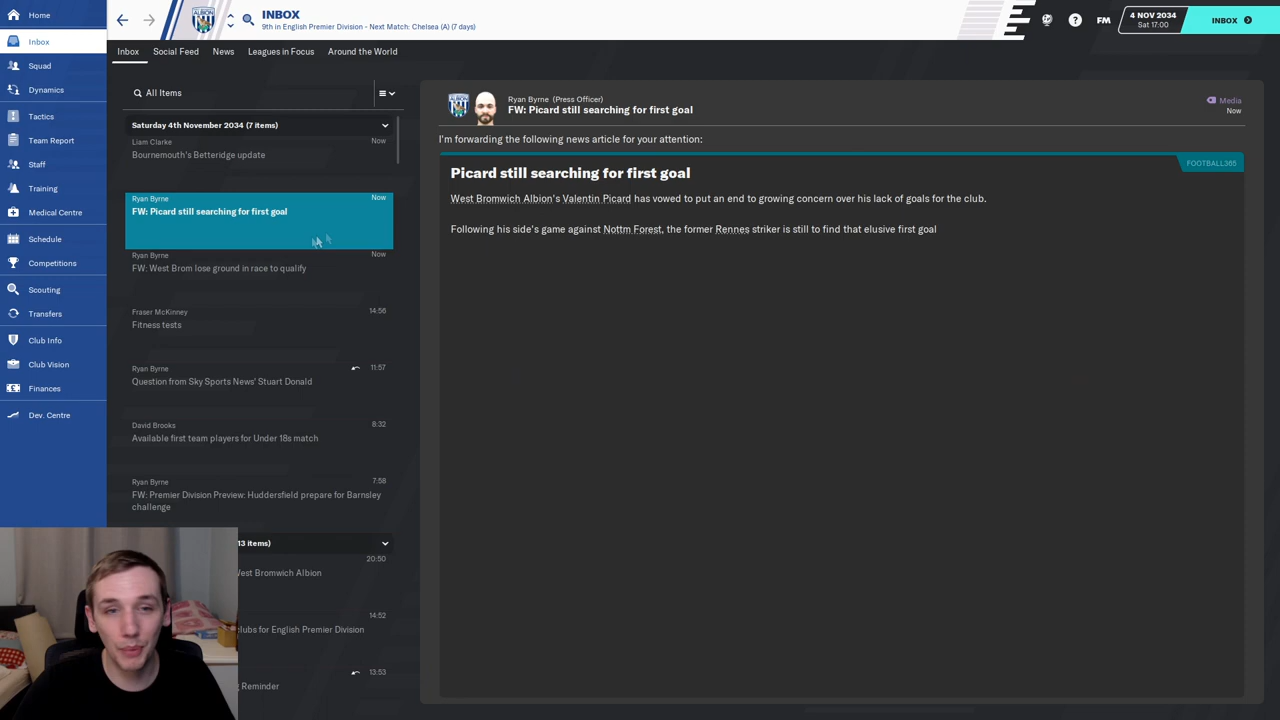 Home
Inbox
Squad
Dynamics
Tactics
Team Report
Staff
Training
Medical Centre
Schedule
Competitions
Scouting
Transfers
Club Info
Club Vision
Finances
Dev. Centre
ALBION
INBOX
9th in English Premier Division - Next Match: Chelsea (A) (7 days)
?
FM
4 NOV 2034
Sat 17:00
INBOX
Inbox
Social Feed
News
Leagues in Focus
Around the World
All Items
Saturday 4th November 2034 (7 items)
Liam Clarke
Now
Bournemouth's Betteridge update
Ryan Byrne
Now
FW: Picard still searching for first goal
Ryan Byrne
Now
FW: West Brom lose ground in race to qualify
Fraser McKinney
14:56
Fitness tests
Ryan Byrne
11:57
Question from Sky Sports News' Stuart Donald
David Brooks
8:32
Available first team players for Under 18s match
Ryan Byrne
7:58
FW: Premier Division Preview: Huddersfield prepare for Barnsley
challenge
13 items)
20:50
West Bromwich Albion
14:52
clubs for English Premier Division
13:53
Reminder
Ryan Byrne (Press Officer)
FW: Picard still searching for first goal
Media
Now
I'm forwarding the following news article for your attention:
FOOTBALL365
Picard still searching for first goal
West Bromwich Albion's Valentin Picard has vowed to put an end to growing concern over his lack of goals for the club.
Following his side's game against Nottm Forest, the former Rennes striker is still to find that elusive first goal